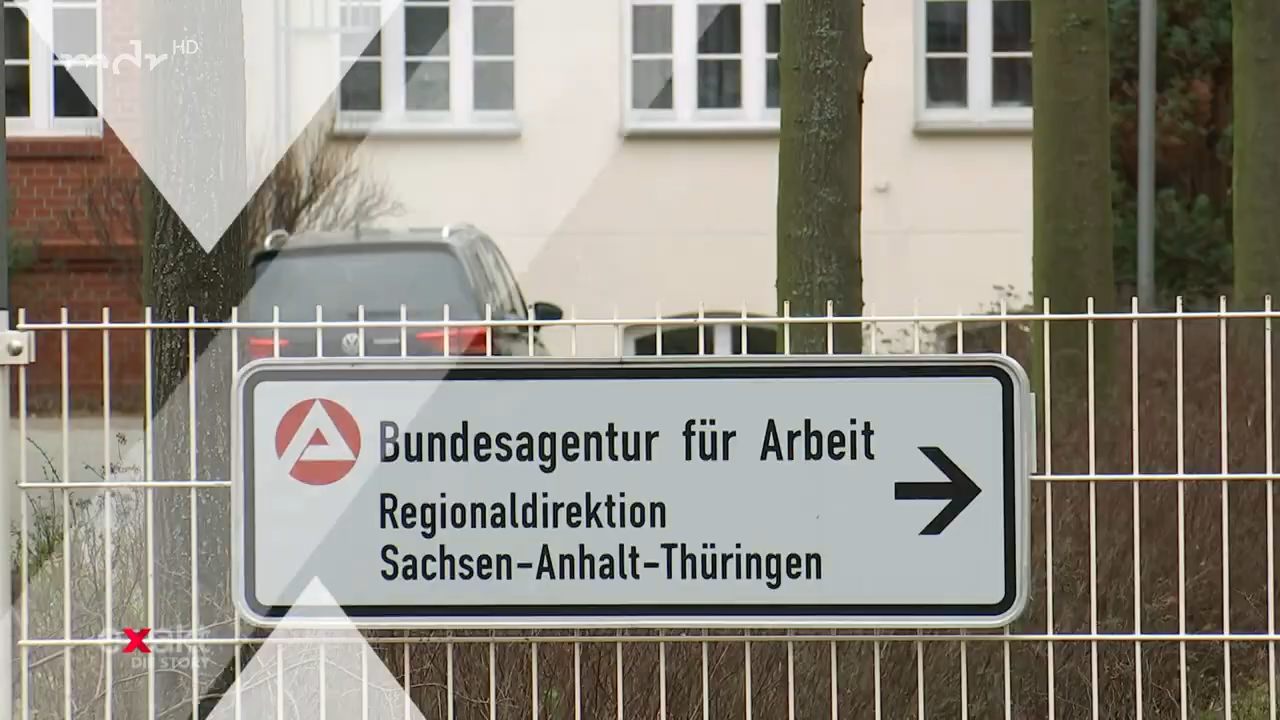 mdr HD
Bundesagentur für Arbeit
Regionaldirektion
Sachsen-Anhalt-Thüringen
exakt
DIE STORY